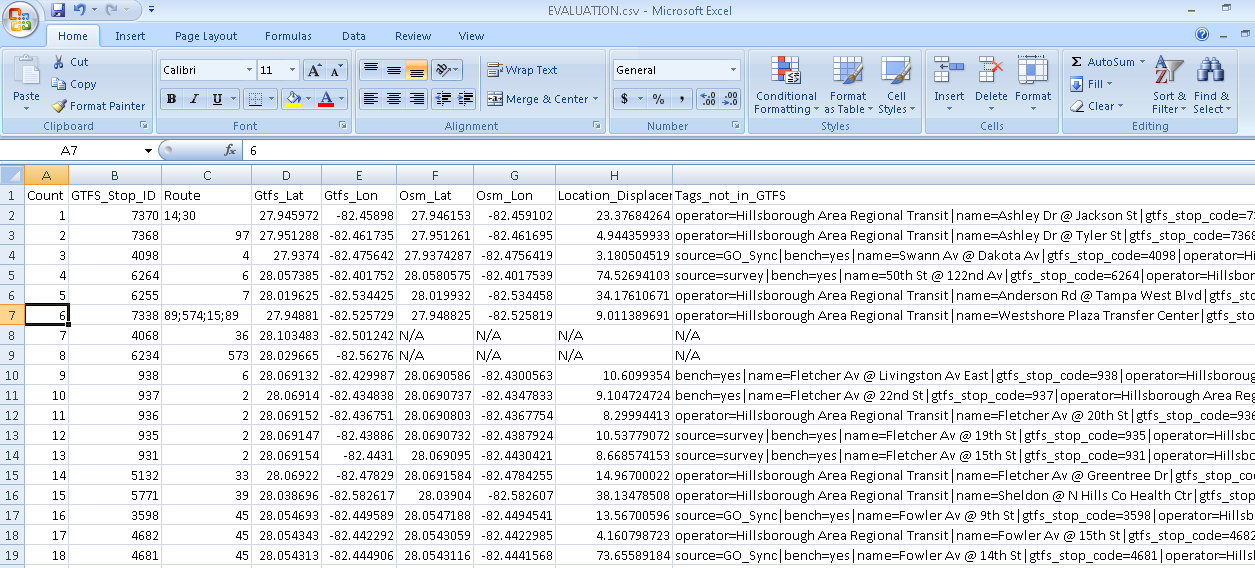 EVALUATION.csv - Microsoft Excel
Home Insert Page Layout Formulas Data Review View
Paste Cut Copy Format Painter Clipboard
Calibri 11 A A B I U A Font
Wrap Text Merge & Center Alignment
General $ % , .00 .0 Number
Conditional Formatting Format as Table Cell Styles Styles
Insert Delete Format Cells
Σ AutoSum Fill Clear Sort & Filter Find & Select Editing
A7 fx 6
A B C D E F G H
1 Count GTFS_Stop_ID Route Gtfs_Lat Gtfs_Lon Osm_Lat Osm_Lon Location_Displacer Tags_not_in_GTFS
2 1 7370 14;30 27.945972 -82.45898 27.946153 -82.459102 23.37684264 operator=Hillsborough Area Regional Transit|name=Ashley Dr @ Jackson St|gtfs_stop_code=73
3 2 7368 97 27.951288 -82.461735 27.951261 -82.461695 4.944359933 operator=Hillsborough Area Regional Transit|name=Ashley Dr @ Tyler St|gtfs_stop_code=7368
4 3 4098 4 27.9374 -82.475642 27.9374287 -82.4756419 3.180504519 source=GO_Sync|bench=yes|name=Swann Av @ Dakota Av|gtfs_stop_code=4098|operator=H
5 4 6264 6 28.057385 -82.401752 28.0580575 -82.4017539 74.52694103 source=survey|bench=yes|name=50th St @ 122nd Av|gtfs_stop_code=6264|operator=Hillsbor
6 5 6255 7 28.019625 -82.534425 28.019932 -82.534458 34.17610671 operator=Hillsborough Area Regional Transit|name=Anderson Rd @ Tampa West Blvd|gtfs_sto
7 6 7338 89;574;15;89 27.94881 -82.525729 27.948825 -82.525819 9.011389691 operator=Hillsborough Area Regional Transit|name=Westshore Plaza Transfer Center|gtfs_s
8 7 4068 36 28.103483 -82.501242 N/A N/A N/A N/A
9 8 6234 573 28.029665 -82.56276 N/A N/A N/A N/A
10 9 938 6 28.069132 -82.429987 28.0690586 -82.4300563 10.6099354 bench=yes|name=Fletcher Av @ Livingston Av East|gtfs_stop_code=938|operator=Hillsboroug
11 10 937 2 28.06914 -82.434838 28.0690737 -82.4347833 9.104724724 bench=yes|name=Fletcher Av @ 22nd St|gtfs_stop_code=937|operator=Hillsborough Area Reg
12 11 936 2 28.069152 -82.436751 28.0690803 -82.4367754 8.29994413 operator=Hillsborough Area Regional Transit|name=Fletcher Av @ 20th St|gtfs_stop_code=936
13 12 935 2 28.069147 -82.43886 28.0690732 -82.4387924 10.53779072 source=survey|bench=yes|name=Fletcher Av @ 19th St|gtfs_stop_code=935|operator=Hillsbo
14 13 931 2 28.069154 -82.4431 28.069095 -82.4430421 8.668574153 source=survey|bench=yes|name=Fletcher Av @ 15th St|gtfs_stop_code=931|operator=Hillsbo
15 14 5132 33 28.06922 -82.47829 28.0691584 -82.4784255 14.96700022 operator=Hillsborough Area Regional Transit|name=Fletcher Av @ Greentree Dr|gtfs_stop_co
16 15 5771 39 28.038696 -82.582617 28.03904 -82.582607 38.13478508 operator=Hillsborough Area Regional Transit|name=Sheldon @ N Hills Co Health Ctr|gtfs_stop
17 16 3598 45 28.054693 -82.449589 28.0547188 -82.4494541 13.56700596 source=GO_Sync|bench=yes|name=Fowler Av @ 9th St|gtfs_stop_code=3598|operator=Hillsbo
18 17 4682 45 28.054343 -82.442292 28.0543059 -82.4422985 4.160798723 operator=Hillsborough Area Regional Transit|name=Fowler Av @ 15th St|gtfs_stop_code=4682
19 18 4681 45 28.054313 -82.444906 28.0543116 -82.4441568 73.65589184 source=GO_Sync|bench=yes|name=Fowler Av @ 14th St|gtfs_stop_code=4681|operator=Hillsb